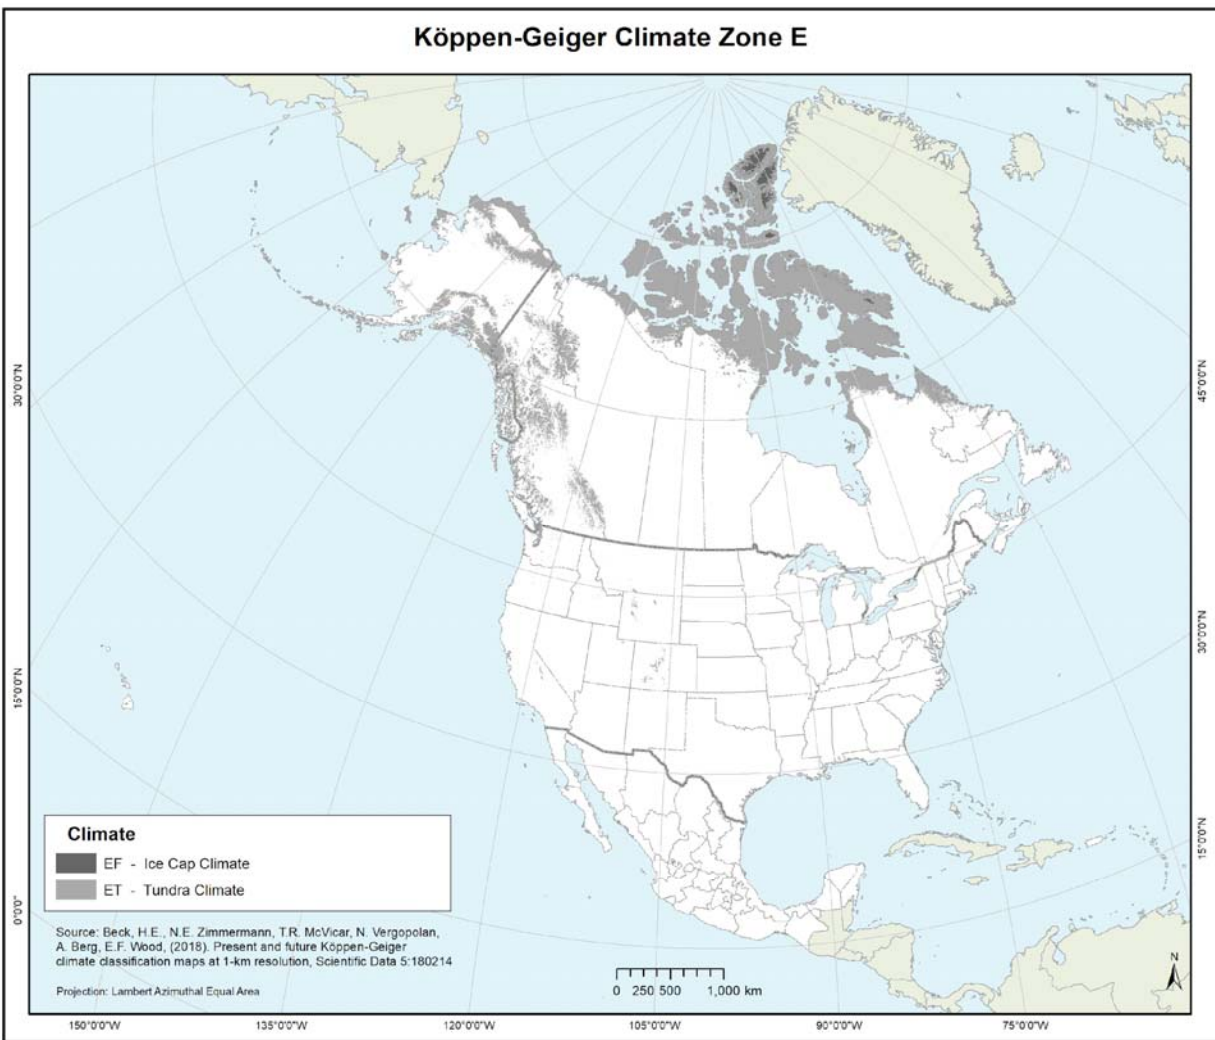 Köppen-Geiger Climate Zone E
30°0'0"N
15°0'0"N
0°0'0"
45°0'0"N
30°0'0"N
15°0'0"N
Climate
EF - Ice Cap Climate
ET - Tundra Climate
Source: Beck, H.E., N.E. Zimmermann, T.R. McVicar, N. Vergopolan,
A. Berg, E.F. Wood, (2018). Present and future Köppen-Geiger
climate classification maps at 1-km resolution, Scientific Data 5:180214
Projection: Lambert Azimuthal Equal Area
0 250 500 1,000 km
N
150°0'0"W 135°0'0"W 120°0'0"W 105°0'0"W 90°0'0"W 75°0'0"W